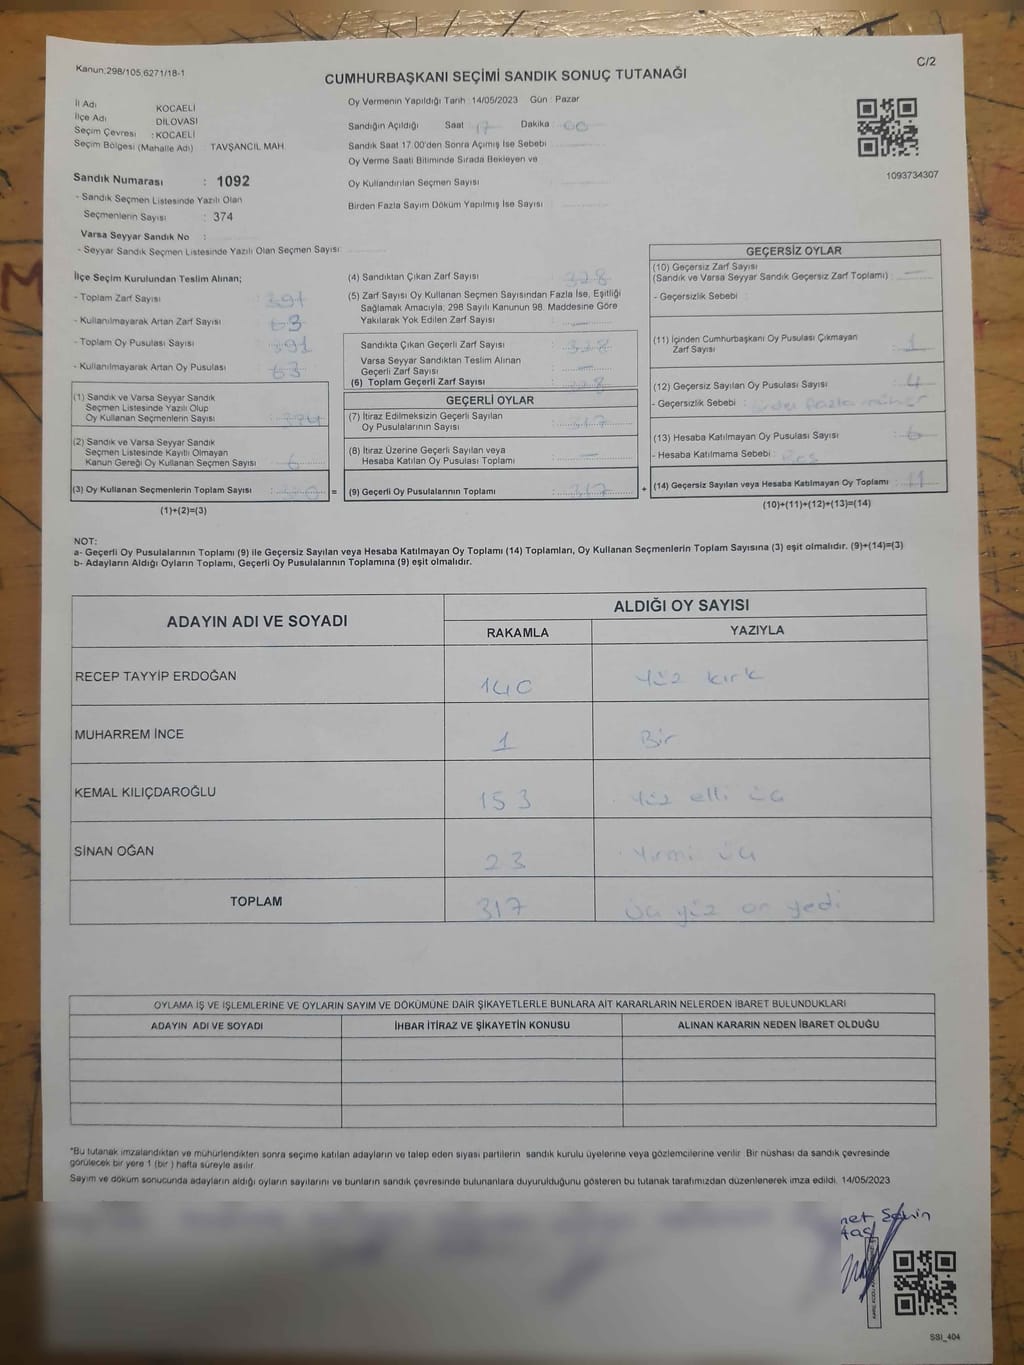 Kanun:298/105,6271/18-1
C/2
CUMHURBAŞKANI SEÇİMİ SANDIK SONUÇ TUTANAĞI
İl Adı KOCAELİ
İlçe Adı DİLOVASI
Seçim Çevresi : KOCAELİ
Seçim Bölgesi (Mahalle Adı) TAVŞANCIL MAH.
Sandık Numarası : 1092
- Sandık Seçmen Listesinde Yazılı Olan
Seçmenlerin Sayısı : 374
Varsa Seyyar Sandık No :
- Seyyar Sandık Seçmen Listesinde Yazılı Olan Seçmen Sayısı:
Oy Vermenin Yapıldığı Tarih :14/05/2023 Gün : Pazar
Sandığın Açıldığı Saat 17 Dakika 00
Sandık Saat 17.00'den Sonra Açımış İse Sebebi
Oy Verme Saati Bitiminde Sırada Bekleyen ve
Oy Kullandırılan Seçmen Sayısı
Birden Fazla Sayım Döküm Yapılmış İse Sayısı :
1093734307
İlçe Seçim Kurulundan Teslim Alınan;
- Toplam Zarf Sayısı : 391
- Kullanılmayarak Artan Zarf Sayısı : 63
- Toplam Oy Pusulası Sayısı : 391
- Kullanılmayarak Artan Oy Pusulası : 63
(1) Sandık ve Varsa Seyyar Sandık
Seçmen Listesinde Yazılı Olup
Oy Kullanan Seçmenlerin Sayısı :
(2) Sandık ve Varsa Seyyar Sandık
Seçmen Listesinde Kayıtlı Olmayan
Kanun Gereği Oy Kullanan Seçmen Sayısı : 6
(3) Oy Kullanan Seçmenlerin Toplam Sayısı :
(1)+(2)=(3)
=
(4) Sandıktan Çıkan Zarf Sayısı : 328
(5) Zarf Sayısı Oy Kullanan Seçmen Sayısından Fazla İse, Eşitliği
Sağlamak Amacıyla; 298 Sayılı Kanunun 98. Maddesine Göre
Yakılarak Yok Edilen Zarf Sayısı : —
Sandıkta Çıkan Geçerli Zarf Sayısı : 328
Varsa Seyyar Sandıktan Teslim Alınan
Geçerli Zarf Sayısı : —
(6) Toplam Geçerli Zarf Sayısı : 328
GEÇERLİ OYLAR
(7) İtiraz Edilmeksizin Geçerli Sayılan
Oy Pusulalarının Sayısı : 317
(8) İtiraz Üzerine Geçerli Sayılan veya
Hesaba Katılan Oy Pusulası Toplamı : —
(9) Geçerli Oy Pusulalarının Toplamı : 317
+
GEÇERSİZ OYLAR
(10) Geçersiz Zarf Sayısı
(Sandık ve Varsa Seyyar Sandık Geçersiz Zarf Toplamı) : —
- Geçersizlik Sebebi :
(11) İçinden Cumhurbaşkanı Oy Pusulası Çıkmayan
Zarf Sayısı : 1
(12) Geçersiz Sayılan Oy Pusulası Sayısı : 4
- Geçersizlik Sebebi : birden fazla mühür
(13) Hesaba Katılmayan Oy Pusulası Sayısı : 6
- Hesaba Katılmama Sebebi :
(14) Geçersiz Sayılan veya Hesaba Katılmayan Oy Toplamı : 11
(10)+(11)+(12)+(13)=(14)
NOT:
a- Geçerli Oy Pusulalarının Toplamı (9) ile Geçersiz Sayılan veya Hesaba Katılmayan Oy Toplamı (14) Toplamları, Oy Kullanan Seçmenlerin Toplam Sayısına (3) eşit olmalıdır. (9)+(14)=(3)
b- Adayların Aldığı Oyların Toplamı, Geçerli Oy Pusulalarının Toplamına (9) eşit olmalıdır.
ADAYIN ADI VE SOYADI ALDIĞI OY SAYISI
RAKAMLA YAZIYLA
RECEP TAYYİP ERDOĞAN 140 Yüz kırk
MUHARREM İNCE 1 Bir
KEMAL KILIÇDAROĞLU 153 Yüz elli üç
SİNAN OĞAN 23 Yirmi üç
TOPLAM 317 Üç yüz on yedi
OYLAMA İŞ VE İŞLEMLERİNE VE OYLARIN SAYIM VE DÖKÜMÜNE DAİR ŞİKAYETLERLE BUNLARA AİT KARARLARIN NELERDEN İBARET BULUNDUKLARI
ADAYIN ADI VE SOYADI İHBAR İTİRAZ VE ŞİKAYETİN KONUSU ALINAN KARARIN NEDEN İBARET OLDUĞU
*Bu tutanak imzalandıktan ve mühürlendikten sonra seçime katılan adayların ve talep eden siyasi partilerin sandık kurulu üyelerine veya gözlemcilerine verilir. Bir nüshası da sandık çevresinde
görülecek bir yere 1 (bir ) hafta süreyle asılır.
Sayım ve döküm sonucunda adayların aldığı oyların sayılarını ve bunların sandık çevresinde bulunanlara duyurulduğunu gösteren bu tutanak tarafımızdan düzenlenerek imza edildi. 14/05/2023
SSI_404